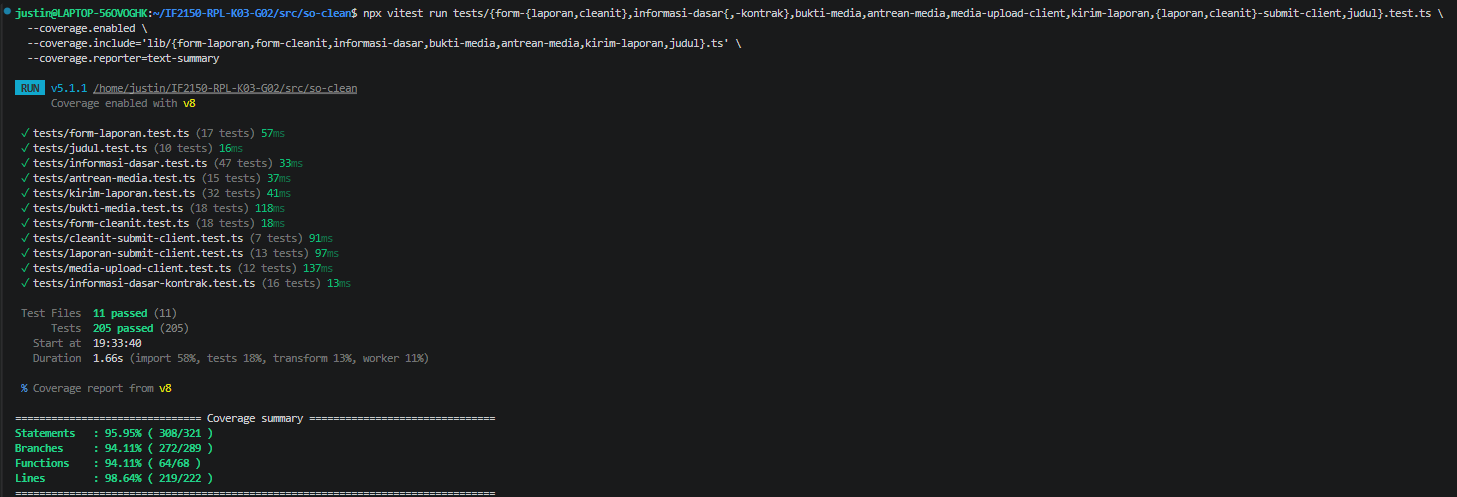 justin@LAPTOP-56OVOGHK:~/IF2150-RPL-K03-G02/src/so-clean$ npx vitest run tests/{form-{laporan,cleanit},informasi-dasar{,-kontrak},bukti-media,antrean-media,media-upload-client,kirim-laporan,{laporan,cleanit}-submit-client,judul}.test.ts \
--coverage.enabled \
--coverage.include='lib/{form-laporan,form-cleanit,informasi-dasar,bukti-media,antrean-media,kirim-laporan,judul}.ts' \
--coverage.reporter=text-summary
RUN v5.1.1 /home/justin/IF2150-RPL-K03-G02/src/so-clean
Coverage enabled with v8
✓ tests/form-laporan.test.ts (17 tests) 57ms
✓ tests/judul.test.ts (10 tests) 16ms
✓ tests/informasi-dasar.test.ts (47 tests) 33ms
✓ tests/antrean-media.test.ts (15 tests) 37ms
✓ tests/kirim-laporan.test.ts (32 tests) 41ms
✓ tests/bukti-media.test.ts (18 tests) 118ms
✓ tests/form-cleanit.test.ts (18 tests) 18ms
✓ tests/cleanit-submit-client.test.ts (7 tests) 91ms
✓ tests/laporan-submit-client.test.ts (13 tests) 97ms
✓ tests/media-upload-client.test.ts (12 tests) 137ms
✓ tests/informasi-dasar-kontrak.test.ts (16 tests) 13ms
Test Files 11 passed (11)
Tests 205 passed (205)
Start at 19:33:40
Duration 1.66s (import 58%, tests 18%, transform 13%, worker 11%)
% Coverage report from v8
=============================== Coverage summary ===============================
Statements : 95.95% ( 308/321 )
Branches : 94.11% ( 272/289 )
Functions : 94.11% ( 64/68 )
Lines : 98.64% ( 219/222 )
================================================================================